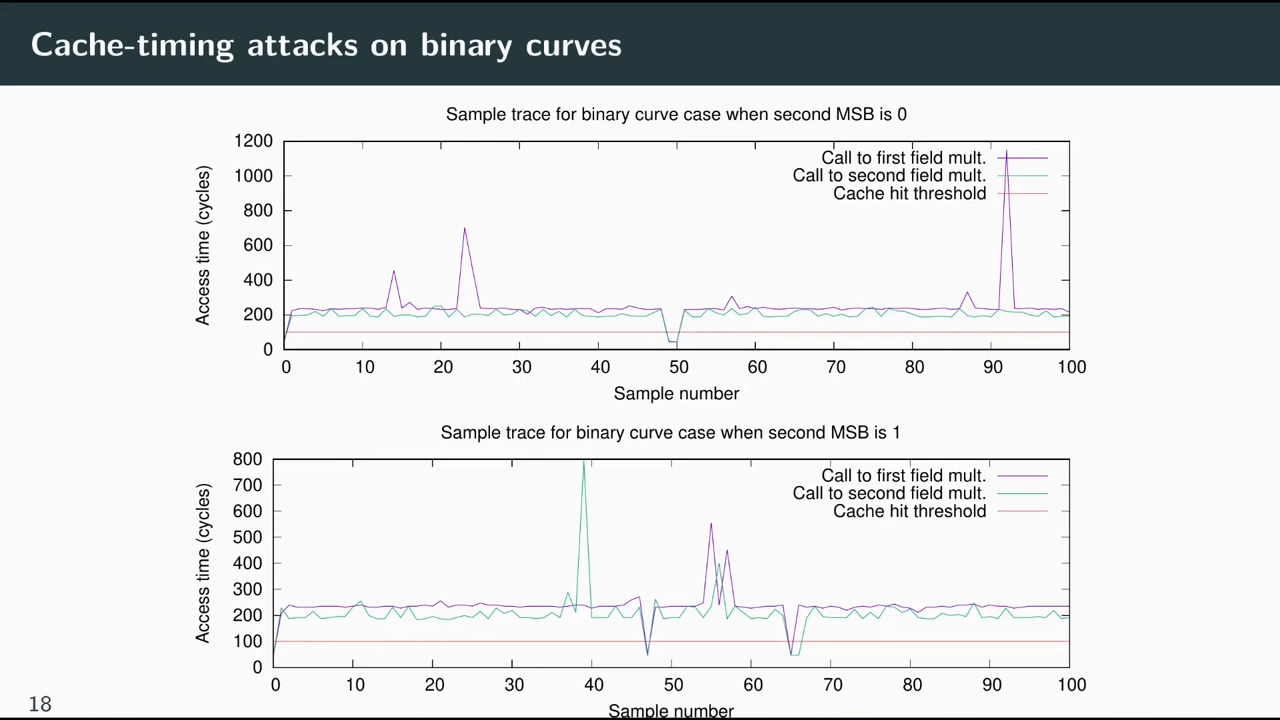 Cache-timing attacks on binary curves
Sample trace for binary curve case when second MSB is 0
Call to first field mult.
Call to second field mult.
Cache hit threshold
Access time (cycles)
1200
1000
800
600
400
200
0
0 10 20 30 40 50 60 70 80 90 100
Sample number
Sample trace for binary curve case when second MSB is 1
Call to first field mult.
Call to second field mult.
Cache hit threshold
Access time (cycles)
800
700
600
500
400
300
200
100
0
0 10 20 30 40 50 60 70 80 90 100
Sample number
18